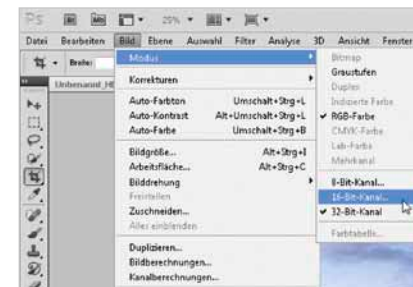 Ps 25%
Datei Bearbeiten Bild Ebene Auswahl Filter Analyse 3D Ansicht Fenster
Breite:
Unbenannt_HD
Modus
Korrekturen
Auto-Farbton Umschalt+Strg+L
Auto-Kontrast Alt+Umschalt+Strg+L
Auto-Farbe Umschalt+Strg+B
Bildgröße... Alt+Strg+I
Arbeitsfläche... Alt+Strg+C
Bilddrehung
Freistellen
Zuschneiden...
Alles einblenden
Duplizieren...
Bildberechnungen...
Kanalberechnungen...
Bitmap
Graustufen
Duplex
Indizierte Farbe
RGB-Farbe
CMYK-Farbe
Lab-Farbe
Mehrkanal
8-Bit-Kanal...
16-Bit-Kanal...
32-Bit-Kanal
Farbtabelle...